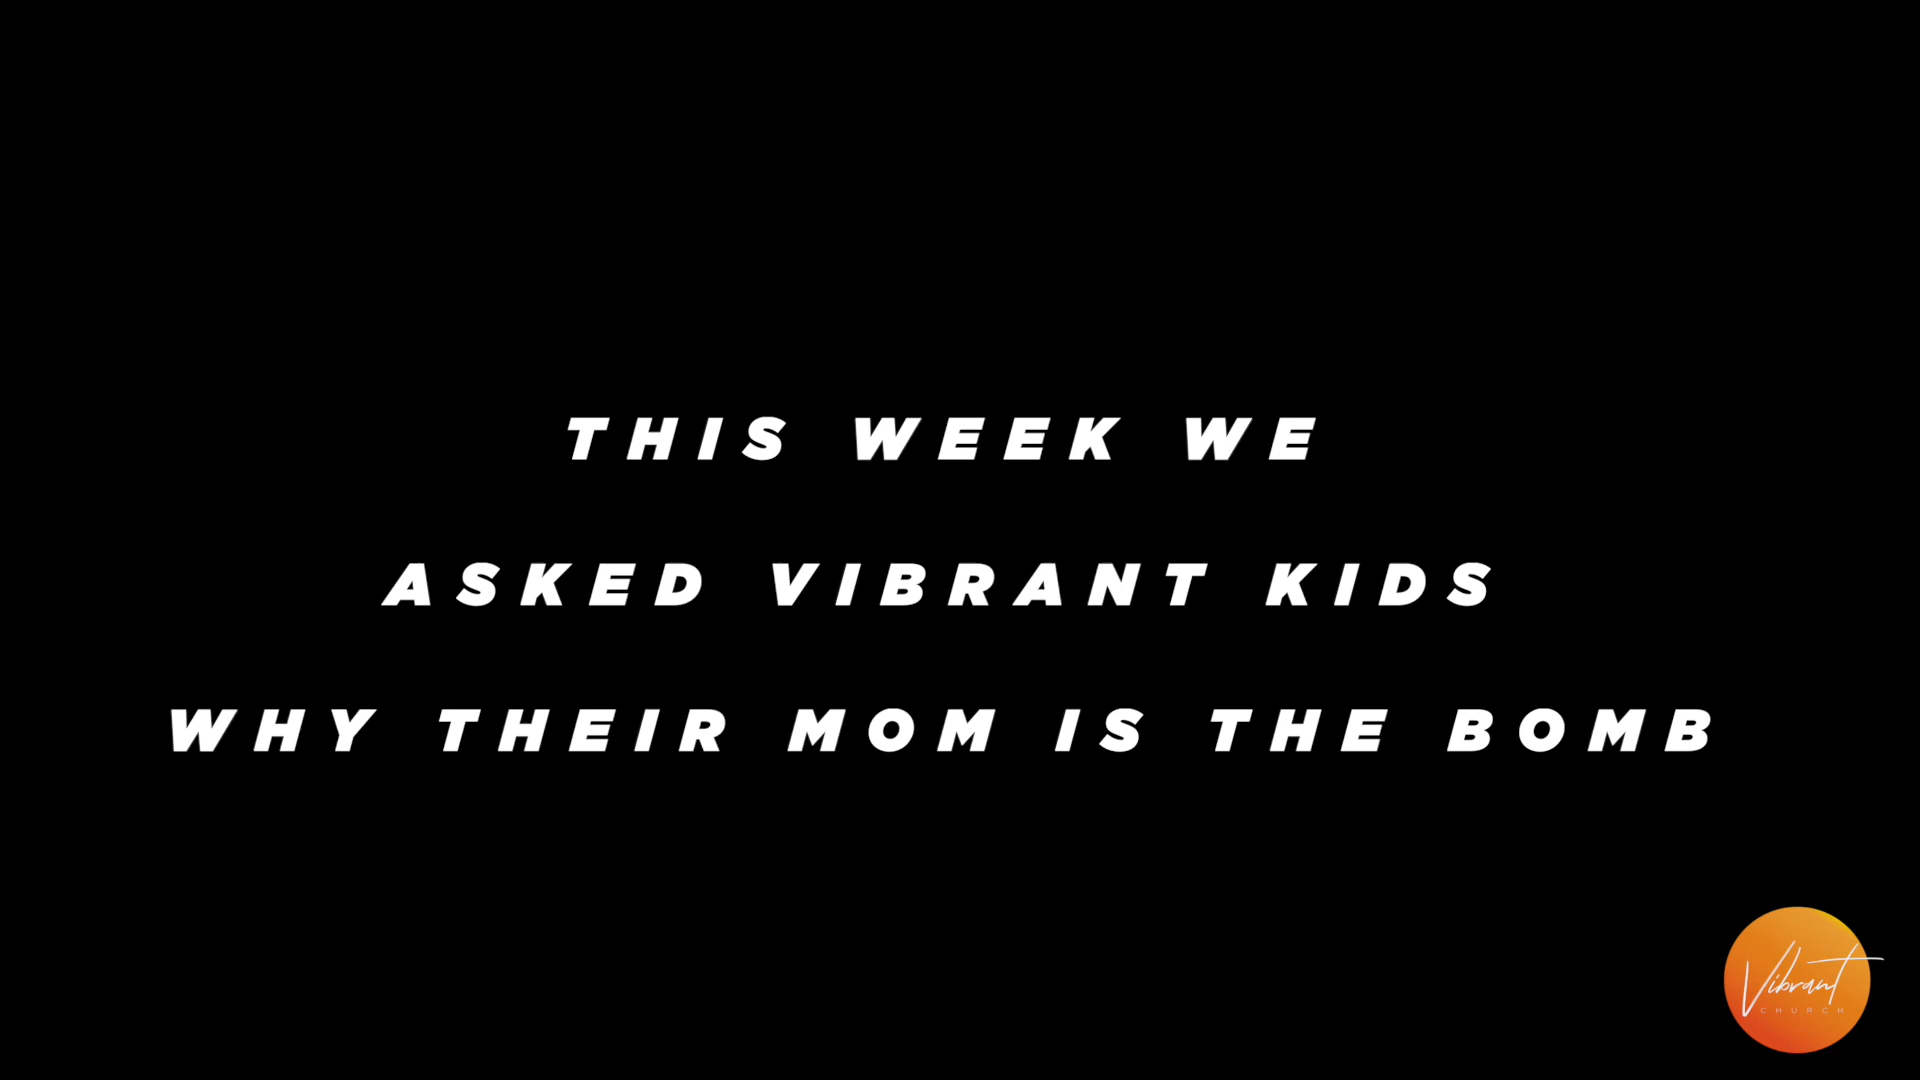 THIS WEEK WE
ASKED VIBRANT KIDS
WHY THEIR MOM IS THE BOMB
Vibrant
CHURCH